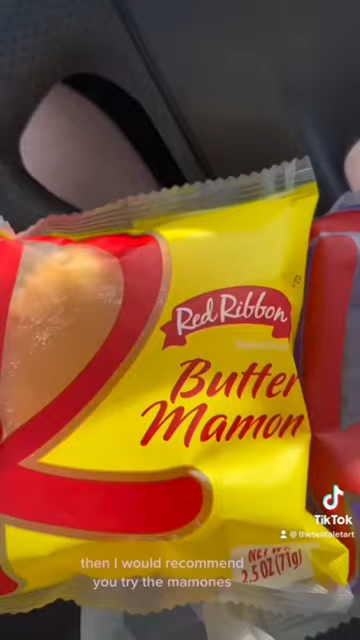 Red Ribbon
Butter
Mamon
TikTok
@thetelltaletart
then I would recommend
you try the mamones
NET WT.
2.5 OZ (71g)